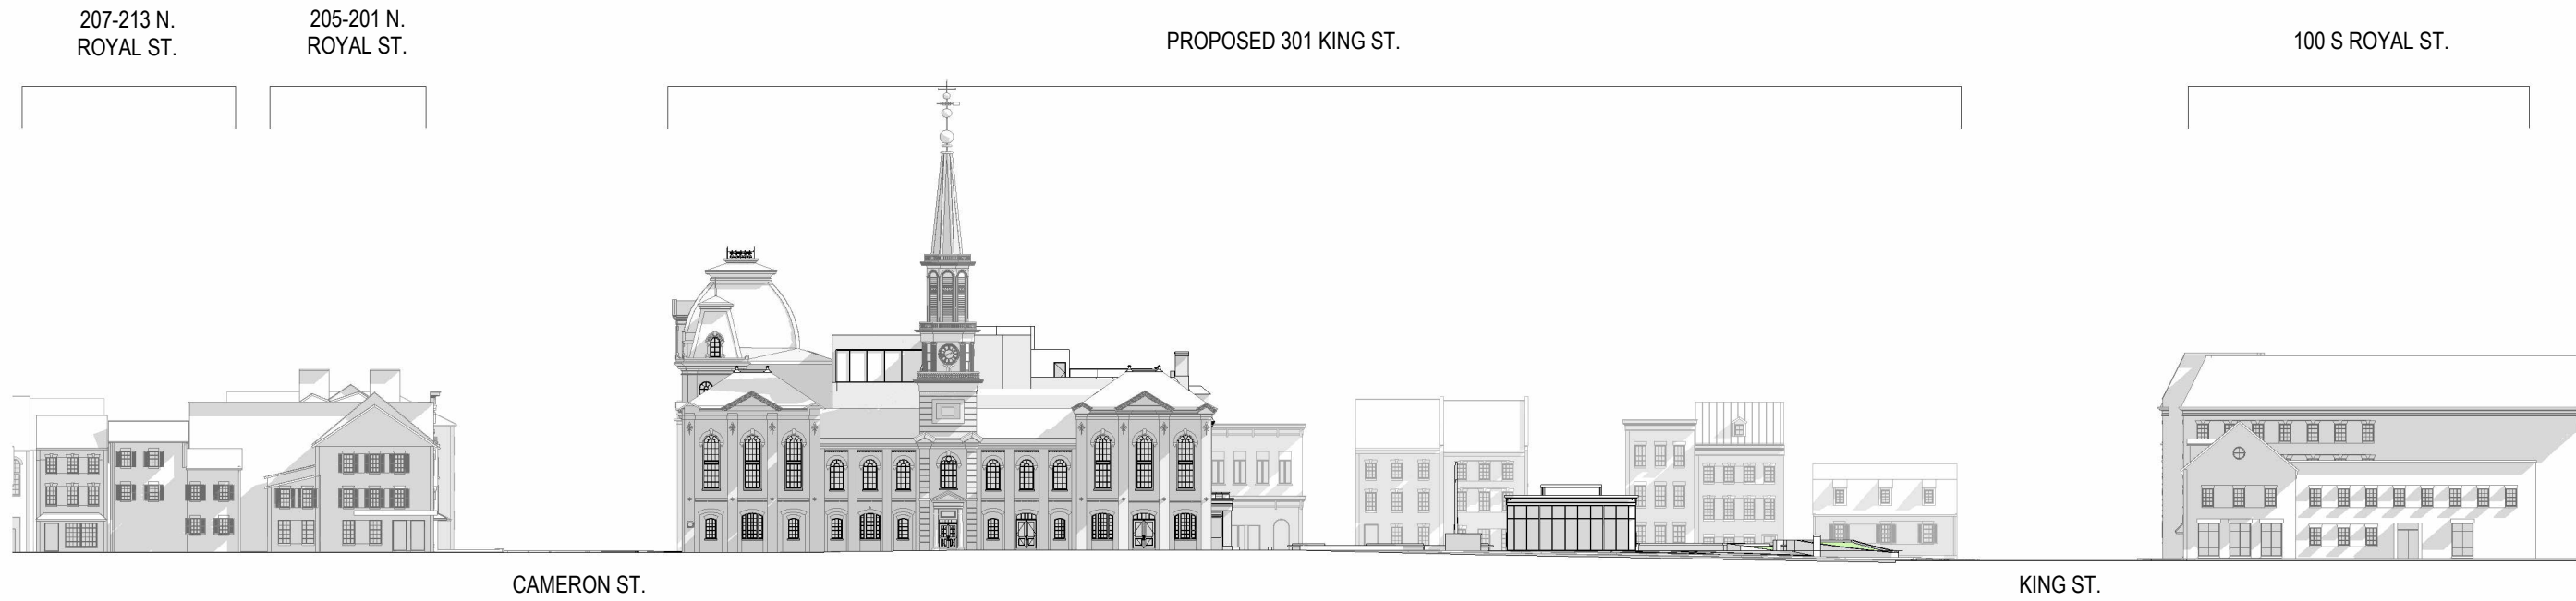 207-213 N.
ROYAL ST.
205-201 N.
ROYAL ST.
PROPOSED 301 KING ST.
100 S ROYAL ST.
CAMERON ST.
KING ST.